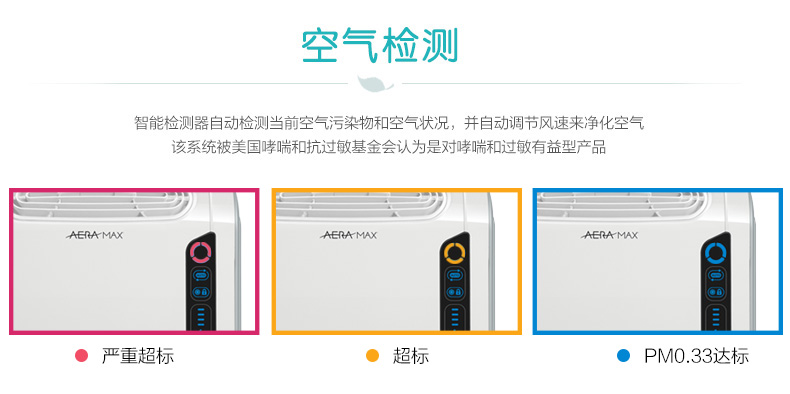 空气检测
智能检测器自动检测当前空气污染物和空气状况，并自动调节风速来净化空气
该系统被美国哮喘和抗过敏基金会认为是对哮喘和过敏有益型产品
AERA MAX
AERA MAX
AERA MAX
严重超标
超标
PM0.33达标